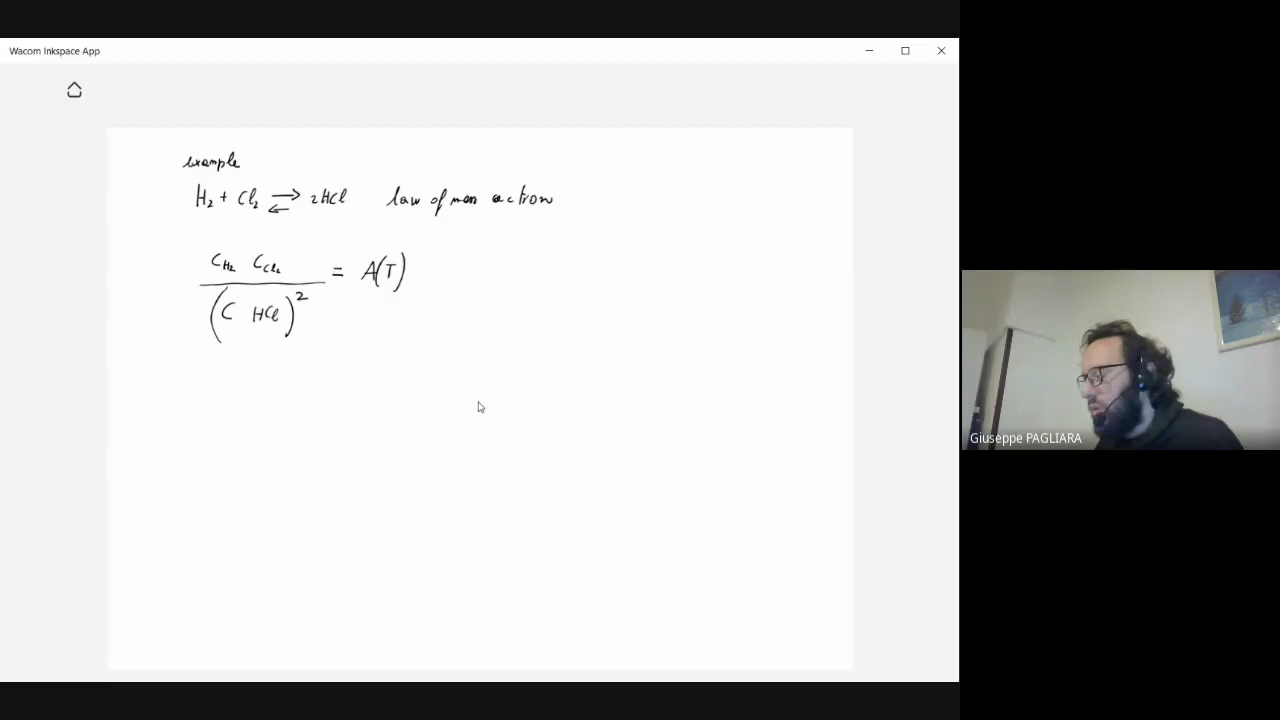 Wacom Inkspace App
example
H₂ + Cl₂ ⇌ 2HCl law of mass action
C_H₂ C_Cl₂
/ (C HCl)² = A(T)
Giuseppe PAGLIARA